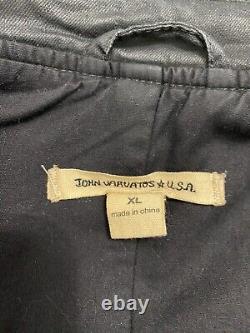 JOHN VARVATOS ★ U.S.A.
XL
made in china